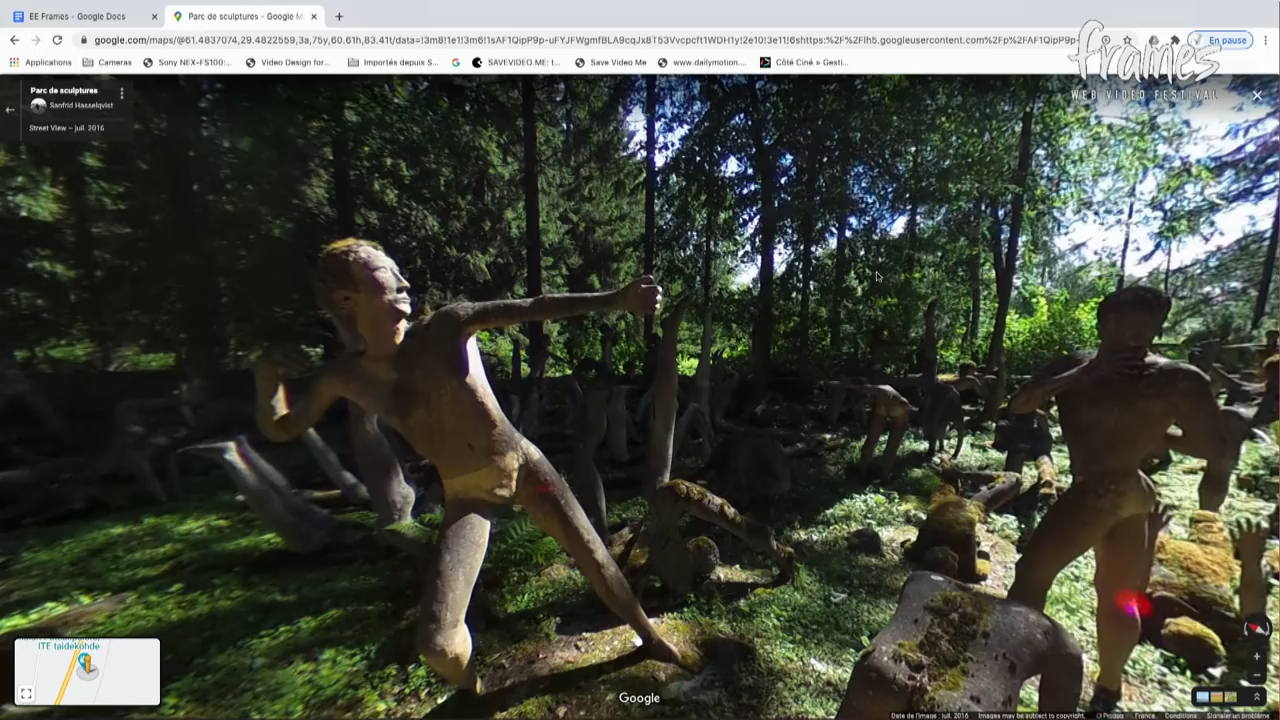 EE Frames - Google Docs
Parc de sculptures - Google M
google.com/maps/@61.4837074,29.4822559,3a,75y,60.61h,83.41t/data=!3m8!1e1!3m6!1sAF1QipP9p-uFYJFWgmfBLA9cqJx8T53Vvcpcft1WDH1y!2e10!3e11!6shttps:%2F%2Flh5.googleusercontent.com%2Fp%2FAF1QipP9p-
En pause
Applications
Cameras
Sony NEX-FS100:...
Video Design for...
Importés depuis S...
SAVEVIDEO.ME: t...
Save Video Me
www.dailymotion....
Côté Ciné » Gesti...
frames
WEB VIDEO FESTIVAL
Parc de sculptures
Sanfrid Hasselqvist
Street View - juil. 2016
ITE taidekohde
Google
Date de l'image : juil. 2016 Images may be subject to copyright. France Conditions Signaler un problème